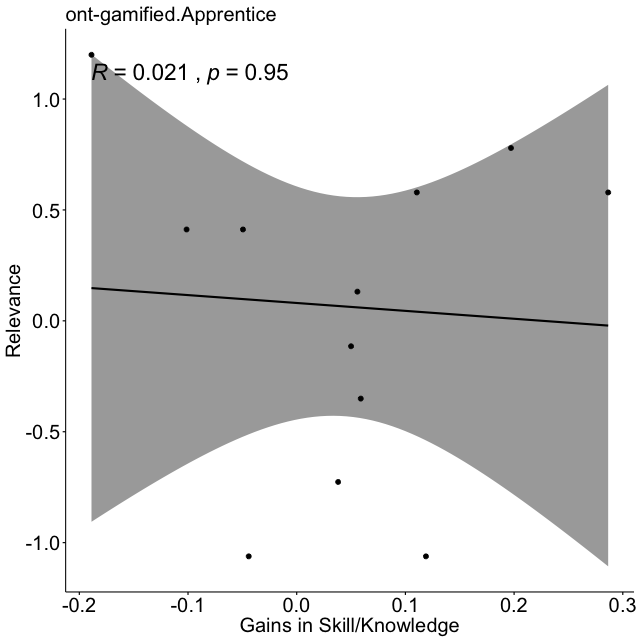 ont-gamified.Apprentice
R = 0.021 , p = 0.95
1.0
0.5
0.0
-0.5
-1.0
Relevance
-0.2 -0.1 0.0 0.1 0.2 0.3
Gains in Skill/Knowledge